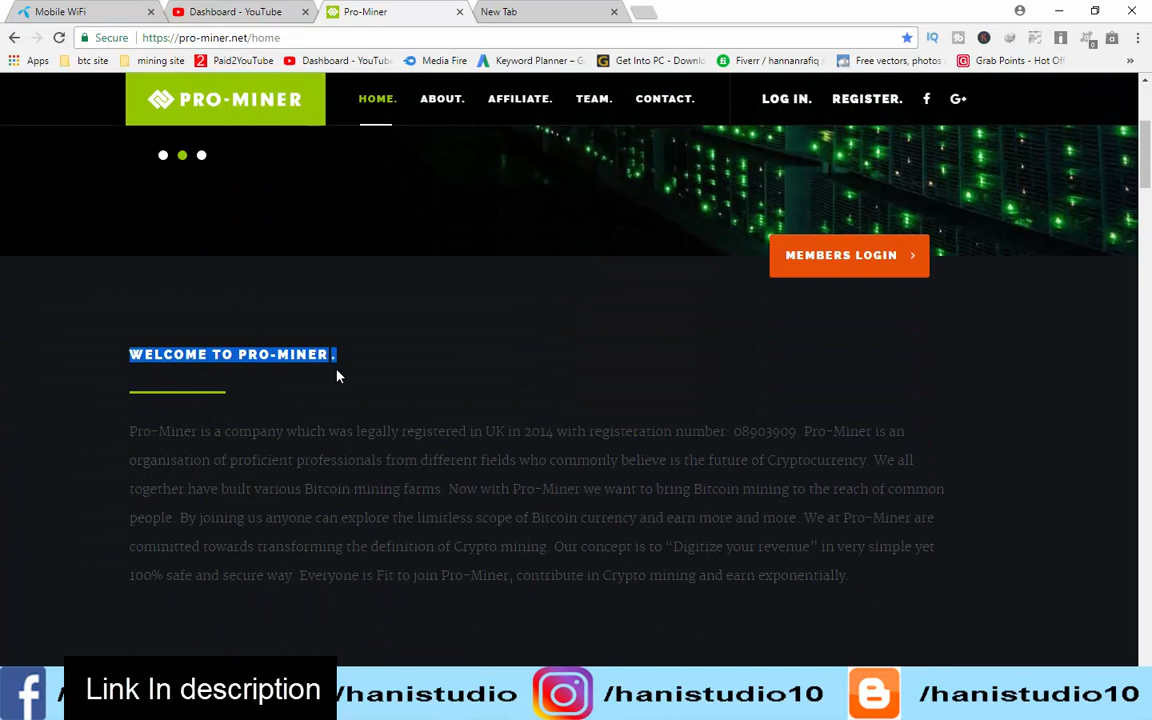 Mobile WiFi
Dashboard - YouTube
Pro-Miner
New Tab
Secure
https://pro-miner.net/home
Apps
btc site
mining site
Paid2YouTube
Dashboard - YouTube
Media Fire
Keyword Planner – G
Get Into PC - Downl
Fiverr / hannanrafiq /
Free vectors, photos
Grab Points - Hot Off
PRO-MINER
HOME.
ABOUT.
AFFILIATE.
TEAM.
CONTACT.
LOG IN.
REGISTER.
MEMBERS LOGIN
WELCOME TO PRO-MINER .
Pro-Miner is a company which was legally registered in UK in 2014 with registeration number: 08903909. Pro-Miner is an
organisation of proficient professionals from different fields who commonly believe is the future of Cryptocurrency. We all
together have built various Bitcoin mining farms. Now with Pro-Miner we want to bring Bitcoin mining to the reach of common
people. By joining us anyone can explore the limitless scope of Bitcoin currency and earn more and more. We at Pro-Miner are
committed towards transforming the definition of Crypto mining. Our concept is to “Digitize your revenue” in very simple yet
100% safe and secure way. Everyone is Fit to join Pro-Miner, contribute in Crypto mining and earn exponentially.
Link In description
/hanistudio
/hanistudio10
/hanistudio10